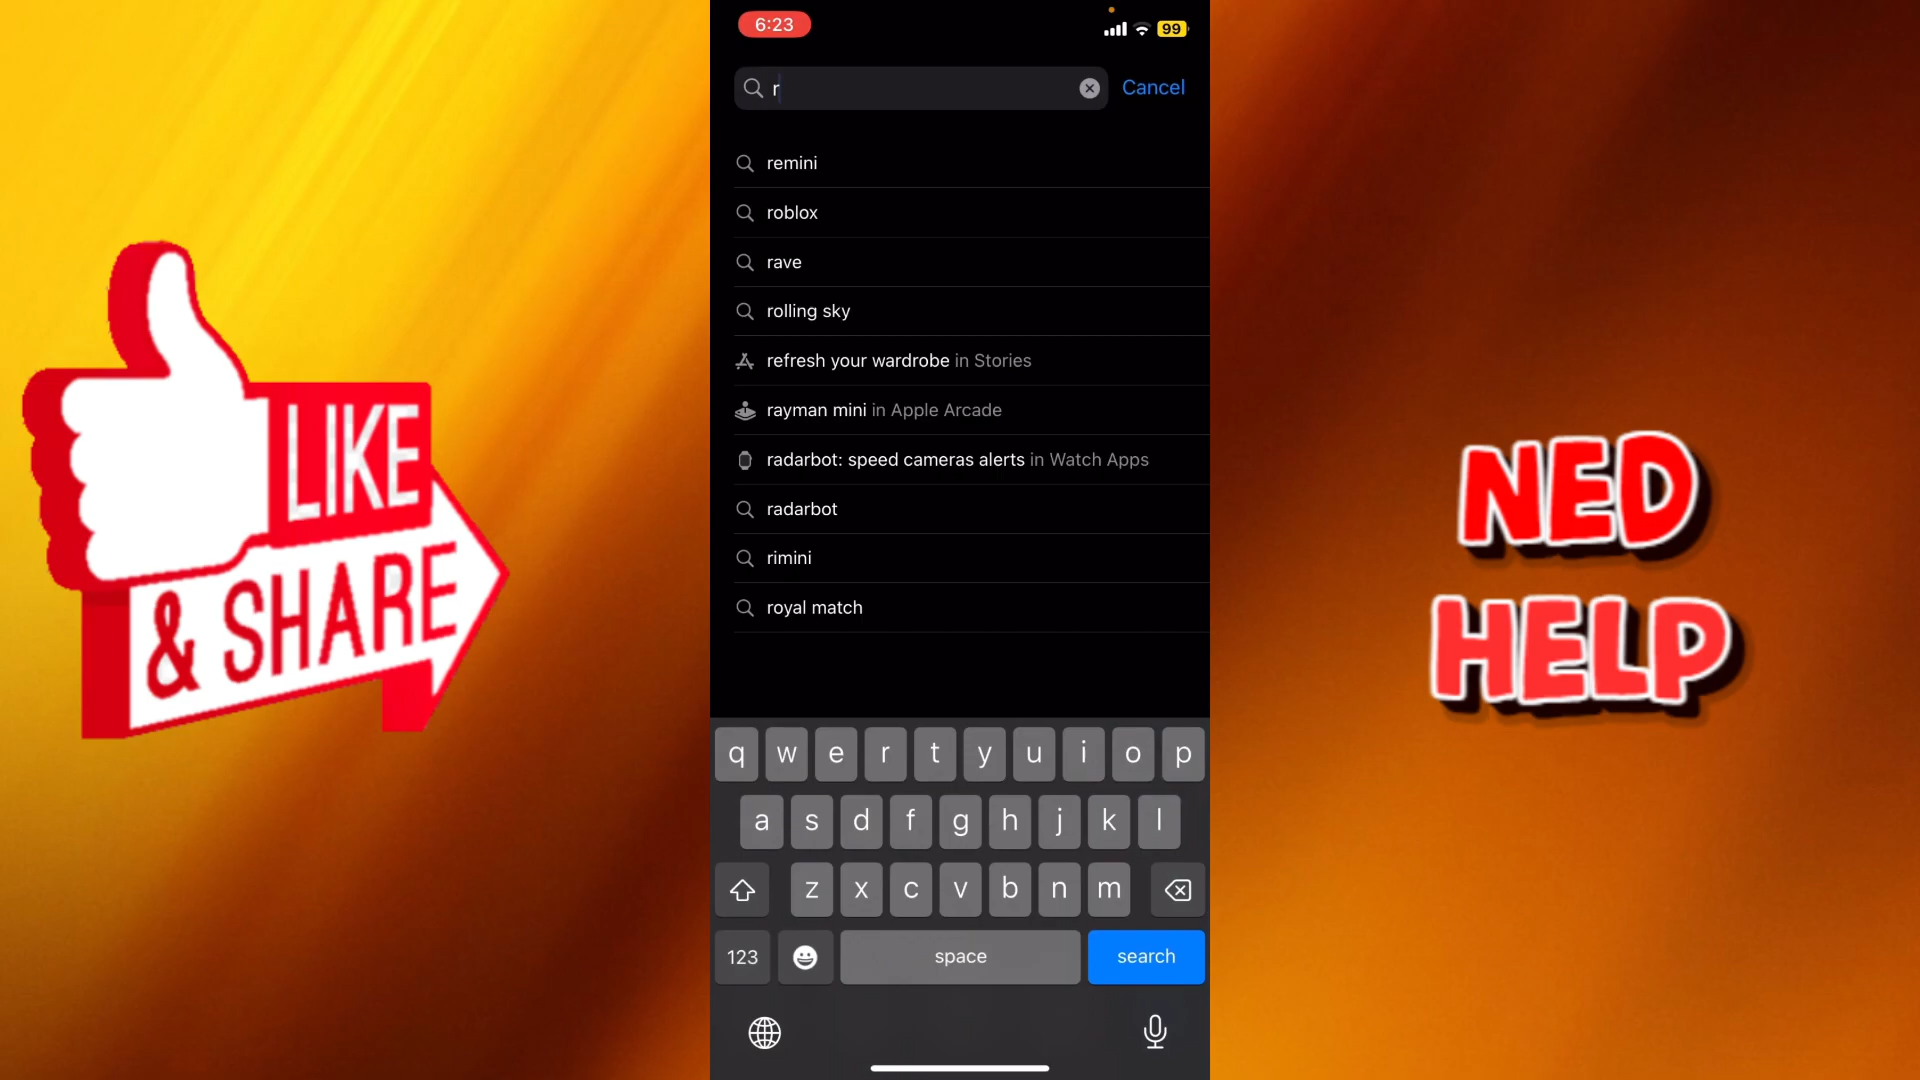 6:23
99
r
Cancel
remini
roblox
rave
rolling sky
refresh your wardrobe in Stories
rayman mini in Apple Arcade
radarbot: speed cameras alerts in Watch Apps
radarbot
rimini
royal match
q w e r t y u i o p
a s d f g h j k l
z x c v b n m
123 space search
LIKE
& SHARE
NED
HELP